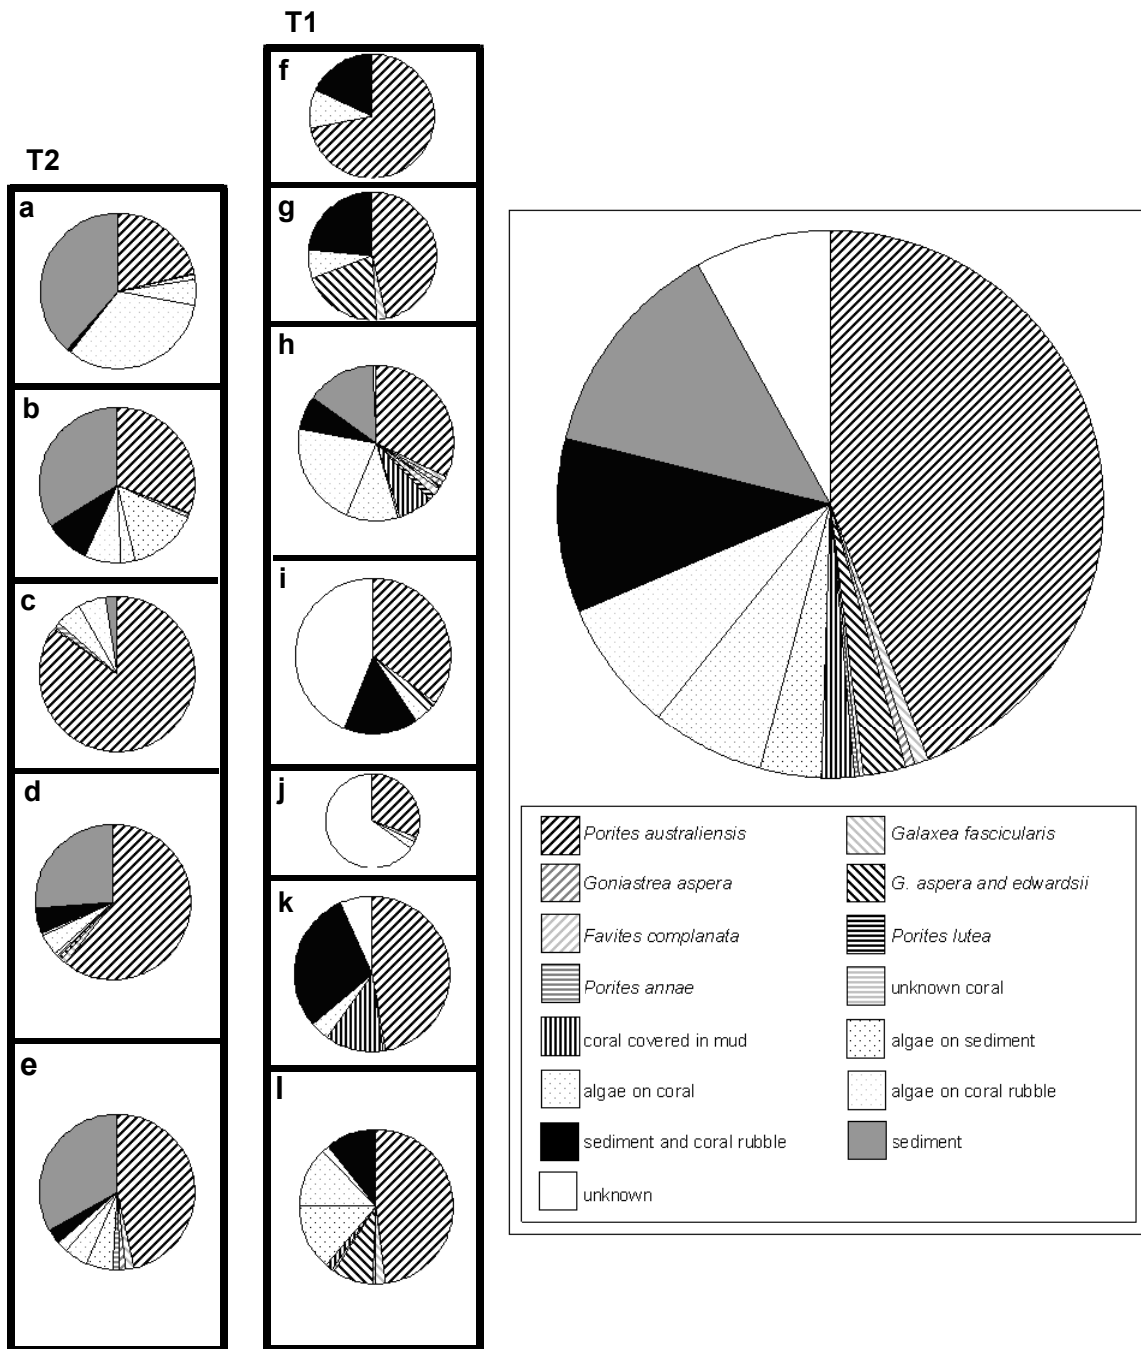 T1
T2
f
g
h
i
j
k
l
a
b
c
d
e
Porites australiensis
Galaxea fascicularis
Goniastrea aspera
G. aspera and edwardsii
Favites complanata
Porites lutea
Porites annae
unknown coral
coral covered in mud
algae on sediment
algae on coral
algae on coral rubble
sediment and coral rubble
sediment
unknown